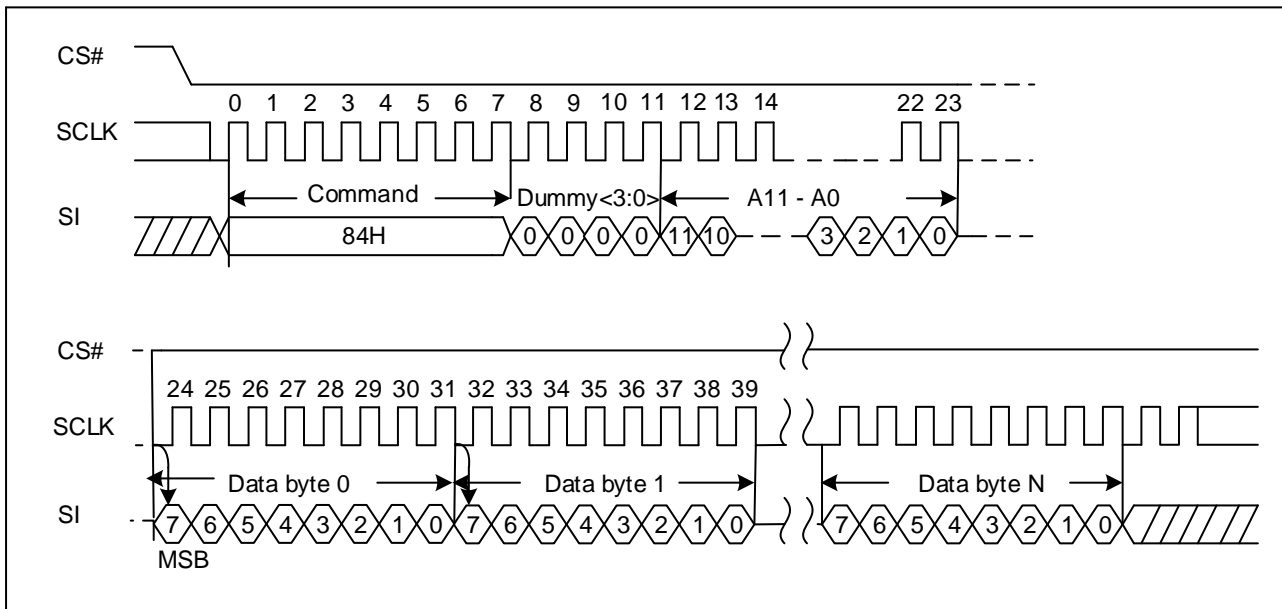 CS#
0 1 2 3 4 5 6 7 8 9 10 11 12 13 14 22 23
SCLK
Command Dummy<3:0> A11 - A0
SI
84H 0 0 0 0 11 10 3 2 1 0
CS#
24 25 26 27 28 29 30 31 32 33 34 35 36 37 38 39
SCLK
Data byte 0 Data byte 1 Data byte N
SI
7 6 5 4 3 2 1 0 7 6 5 4 3 2 1 0 7 6 5 4 3 2 1 0
MSB